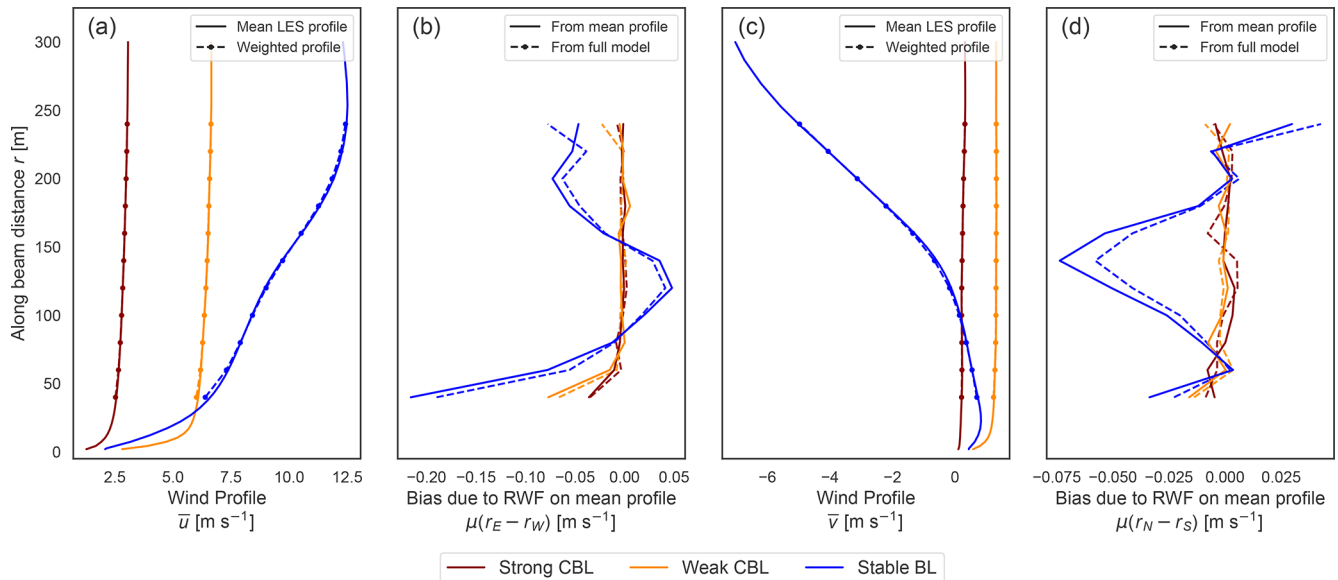 (a)
Mean LES profile
Weighted profile
(b)
From mean profile
From full model
(c)
Mean LES profile
Weighted profile
(d)
From mean profile
From full model
Along beam distance r [m]
300
250
200
150
100
50
0
2.5 5.0 7.5 10.0 12.5
Wind Profile
u̅ [m s⁻¹]
−0.20 −0.15 −0.10 −0.05 0.00 0.05
Bias due to RWF on mean profile
μ(r_E − r_W) [m s⁻¹]
−6 −4 −2 0
Wind Profile
v̅ [m s⁻¹]
−0.075 −0.050 −0.025 0.000 0.025
Bias due to RWF on mean profile
μ(r_N − r_S) [m s⁻¹]
Strong CBL Weak CBL Stable BL